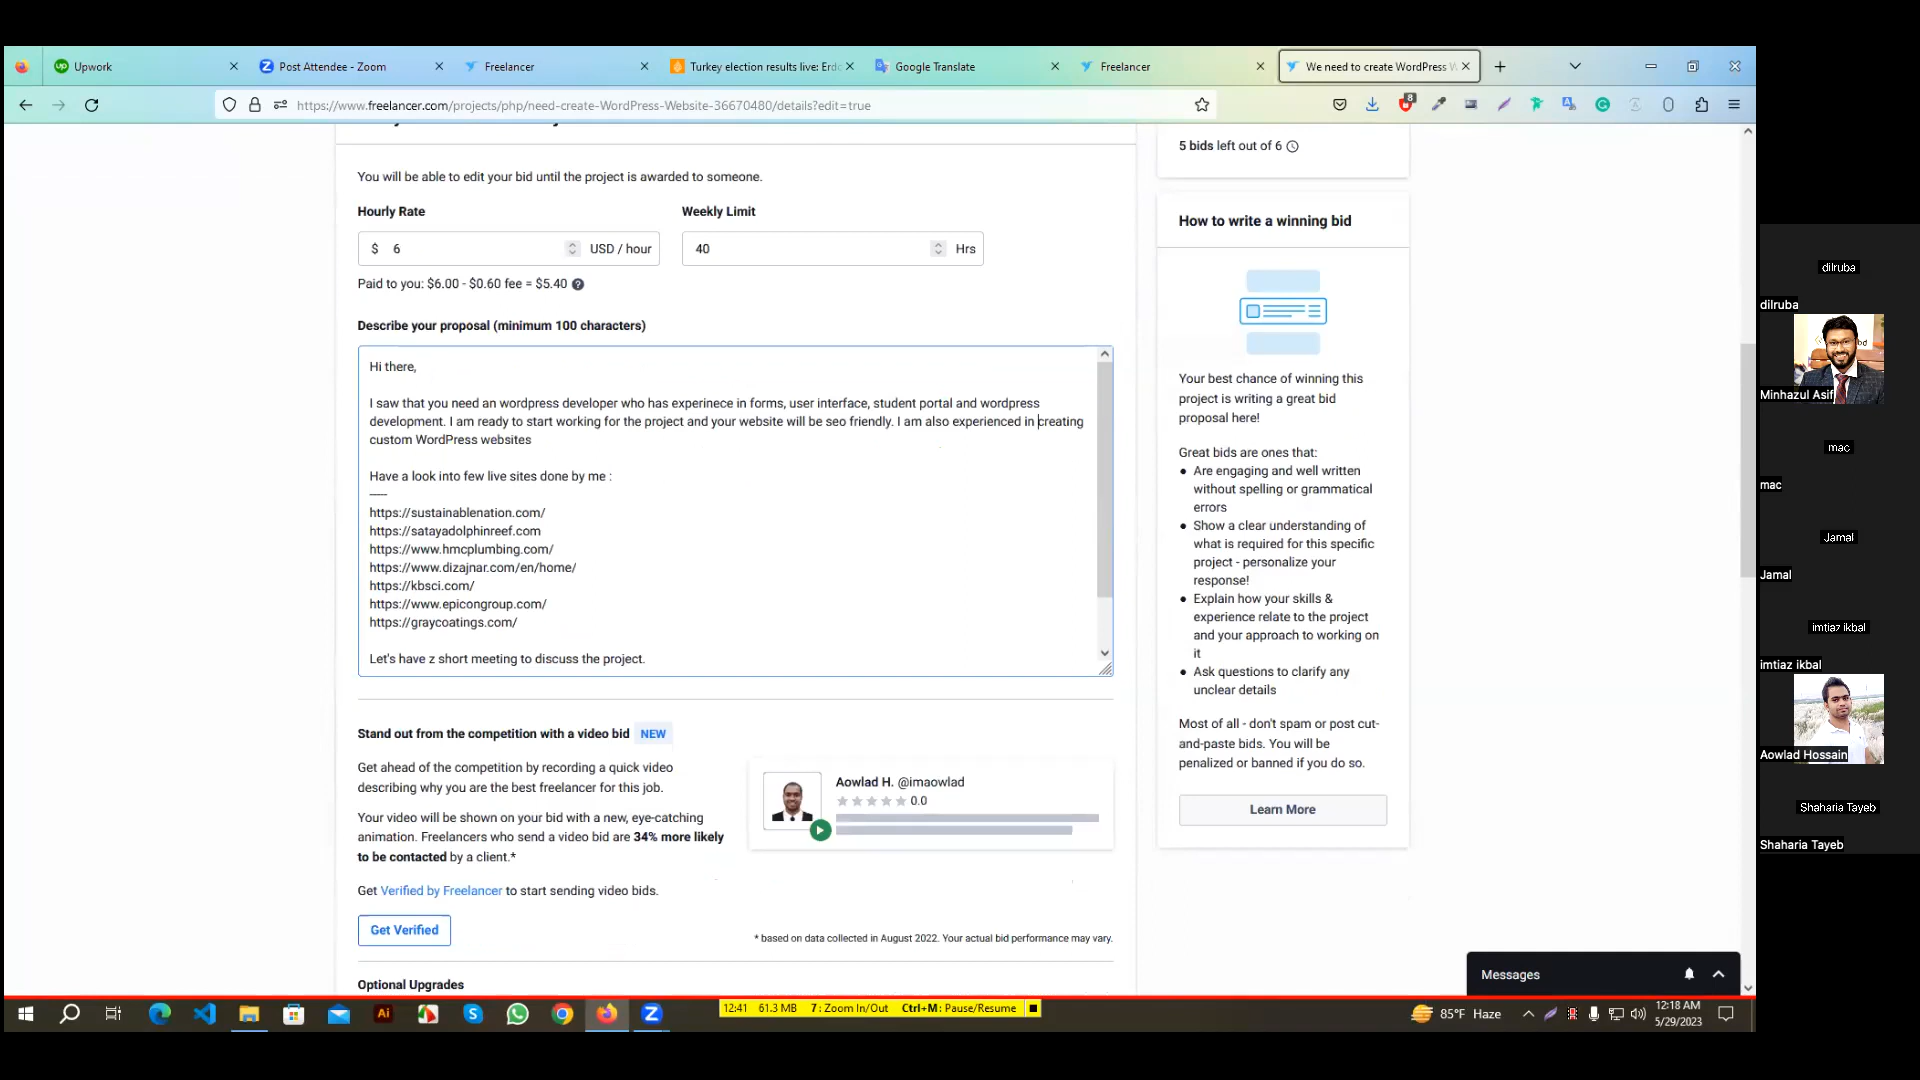 Upwork
Post Attendee - Zoom
Freelancer
Turkey election results live: Erdo
Google Translate
Freelancer
We need to create WordPress W
https://www.freelancer.com/projects/php/need-create-WordPress-Website-36670480/details?edit=true
8
You will be able to edit your bid until the project is awarded to someone.
Hourly Rate
Weekly Limit
$ 6 USD / hour
40 Hrs
Paid to you: $6.00 - $0.60 fee = $5.40
Describe your proposal (minimum 100 characters)
Hi there,
I saw that you need an wordpress developer who has experinece in forms, user interface, student portal and wordpress
development. I am ready to start working for the project and your website will be seo friendly. I am also experienced in creating
custom WordPress websites
Have a look into few live sites done by me :
-----
https://sustainablenation.com/
https://satayadolphinreef.com
https://www.hmcplumbing.com/
https://www.dizajnar.com/en/home/
https://kbsci.com/
https://www.epicongroup.com/
https://graycoatings.com/
Let's have z short meeting to discuss the project.
Stand out from the competition with a video bid NEW
Get ahead of the competition by recording a quick video
describing why you are the best freelancer for this job.
Your video will be shown on your bid with a new, eye-catching
animation. Freelancers who send a video bid are 34% more likely
to be contacted by a client.*
Get Verified by Freelancer to start sending video bids.
Get Verified
Aowlad H. @imaowlad
0.0
* based on data collected in August 2022. Your actual bid performance may vary.
Optional Upgrades
5 bids left out of 6
How to write a winning bid
Your best chance of winning this
project is writing a great bid
proposal here!
Great bids are ones that:
• Are engaging and well written
without spelling or grammatical
errors
• Show a clear understanding of
what is required for this specific
project - personalize your
response!
• Explain how your skills &
experience relate to the project
and your approach to working on
it
• Ask questions to clarify any
unclear details
Most of all - don't spam or post cut-
and-paste bids. You will be
penalized or banned if you do so.
Learn More
Messages
12:41 61.3 MB 7 : Zoom In/Out Ctrl+M : Pause/Resume
85°F Haze
12:18 AM
5/29/2023
dilruba
dilruba
bd
Minhazul Asif
mac
mac
Jamal
Jamal
imtiaz ikbal
imtiaz ikbal
Aowlad Hossain
Shaharia Tayeb
Shaharia Tayeb